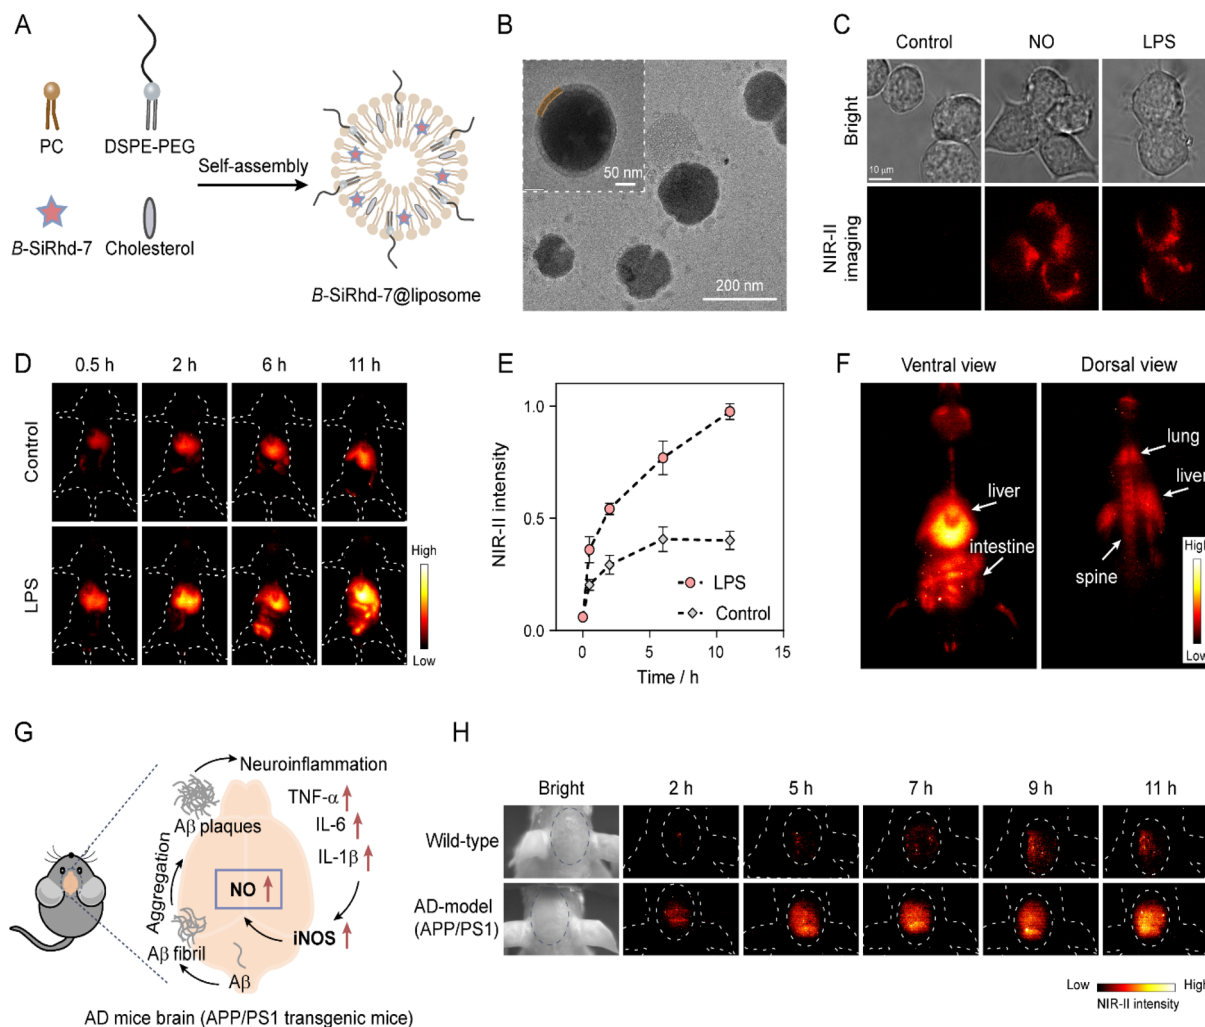 A
PC
DSPE-PEG
Self-assembly
B-SiRhd-7
Cholesterol
B-SiRhd-7@liposome
B
50 nm
200 nm
C
Control
NO
LPS
Bright
10 μm
NIR-II
imaging
D
0.5 h
2 h
6 h
11 h
Control
LPS
High
Low
E
1.0
0.5
0.0
NIR-II intensity
LPS
Control
0
5
10
15
Time / h
F
Ventral view
Dorsal view
liver
intestine
lung
liver
spine
High
Low
G
Neuroinflammation
TNF-α
IL-6
IL-1β
Aβ plaques
Aggregation
NO
iNOS
Aβ fibril
Aβ
AD mice brain (APP/PS1 transgenic mice)
H
Bright
2 h
5 h
7 h
9 h
11 h
Wild-type
AD-model
(APP/PS1)
Low
High
NIR-II intensity